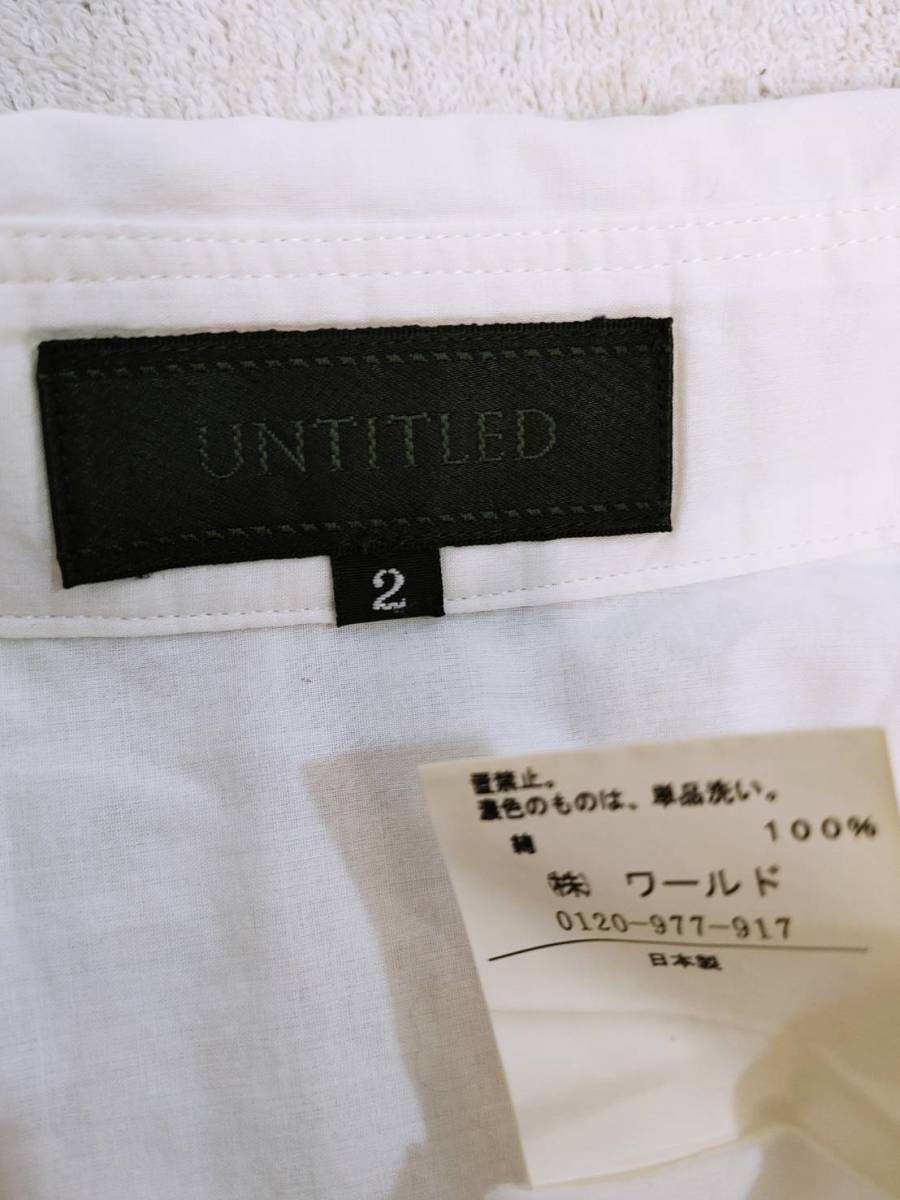 UNTITLED
2
置禁止。
濃色のものは、単品洗い。
綿 100%
㈱ ワールド
0120-977-917
日本製